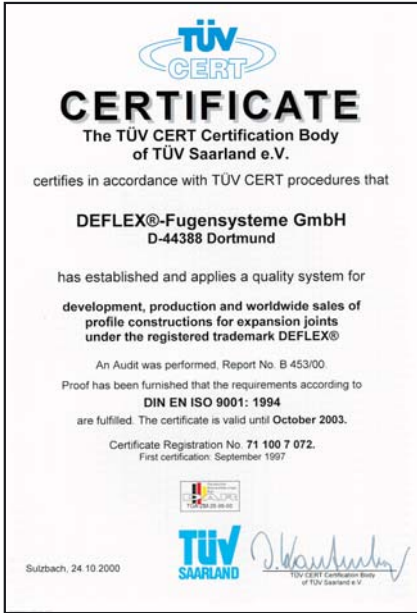 TÜV
CERT
CERTIFICATE
The TÜV CERT Certification Body
of TÜV Saarland e.V.
certifies in accordance with TÜV CERT procedures that
DEFLEX®-Fugensysteme GmbH
D-44388 Dortmund
has established and applies a quality system for
development, production and worldwide sales of
profile constructions for expansion joints
under the registered trademark DEFLEX®
An Audit was performed, Report No. B 453/00
Proof has been furnished that the requirements according to
DIN EN ISO 9001: 1994
are fulfilled. The certificate is valid until October 2003.
Certificate Registration No. 71 100 7 072.
First certification: September 1997
TÜV
SAARLAND
Sulzbach, 24.10.2000
TÜV CERT Certification Body
of TÜV Saarland e.V.